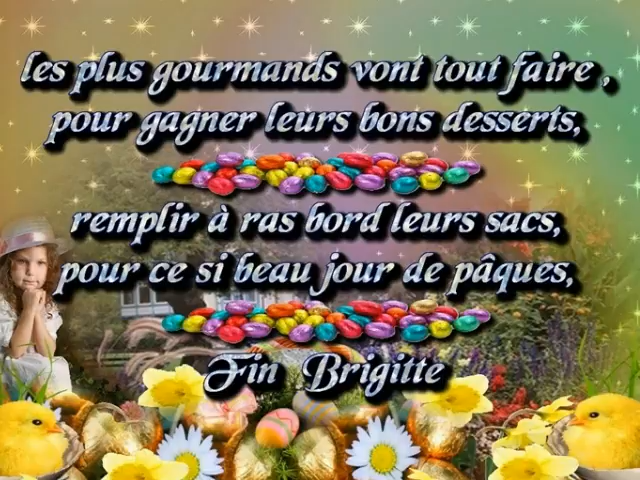 les plus gourmands vont tout faire ,
pour gagner leurs bons desserts,
remplir à ras bord leurs sacs,
pour ce si beau jour de pâques,
Fin Brigitte